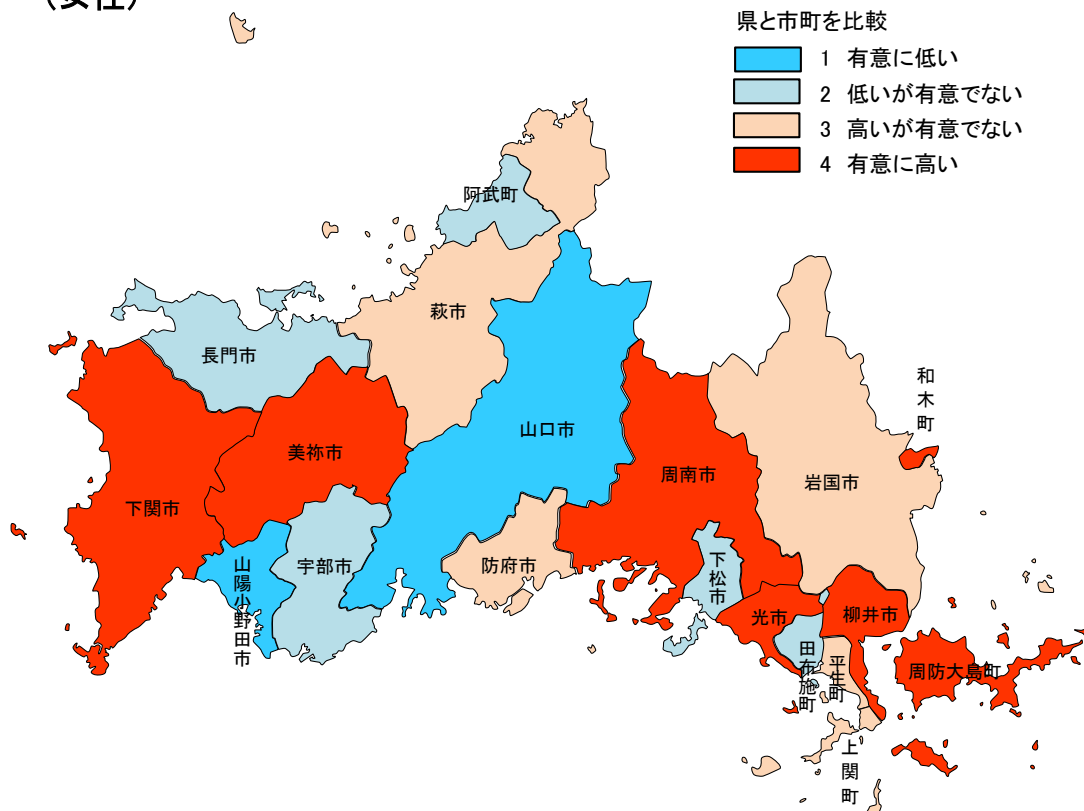 (女性)
県と市町を比較
1 有意に低い
2 低いが有意でない
3 高いが有意でない
4 有意に高い
阿武町
萩市
長門市
和木町
山口市
美祢市
周南市
岩国市
下関市
山陽小野田市
宇部市
防府市
下松市
光市
柳井市
田布施町
平生町
周防大島町
上関町